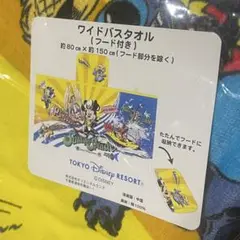 ワイドバスタオル
(フード付き)
約80cm×約150cm(フード部分を除く)
たたんでフードに
収納できます。
TOKYO DISNEY RESORT®
©DISNEY